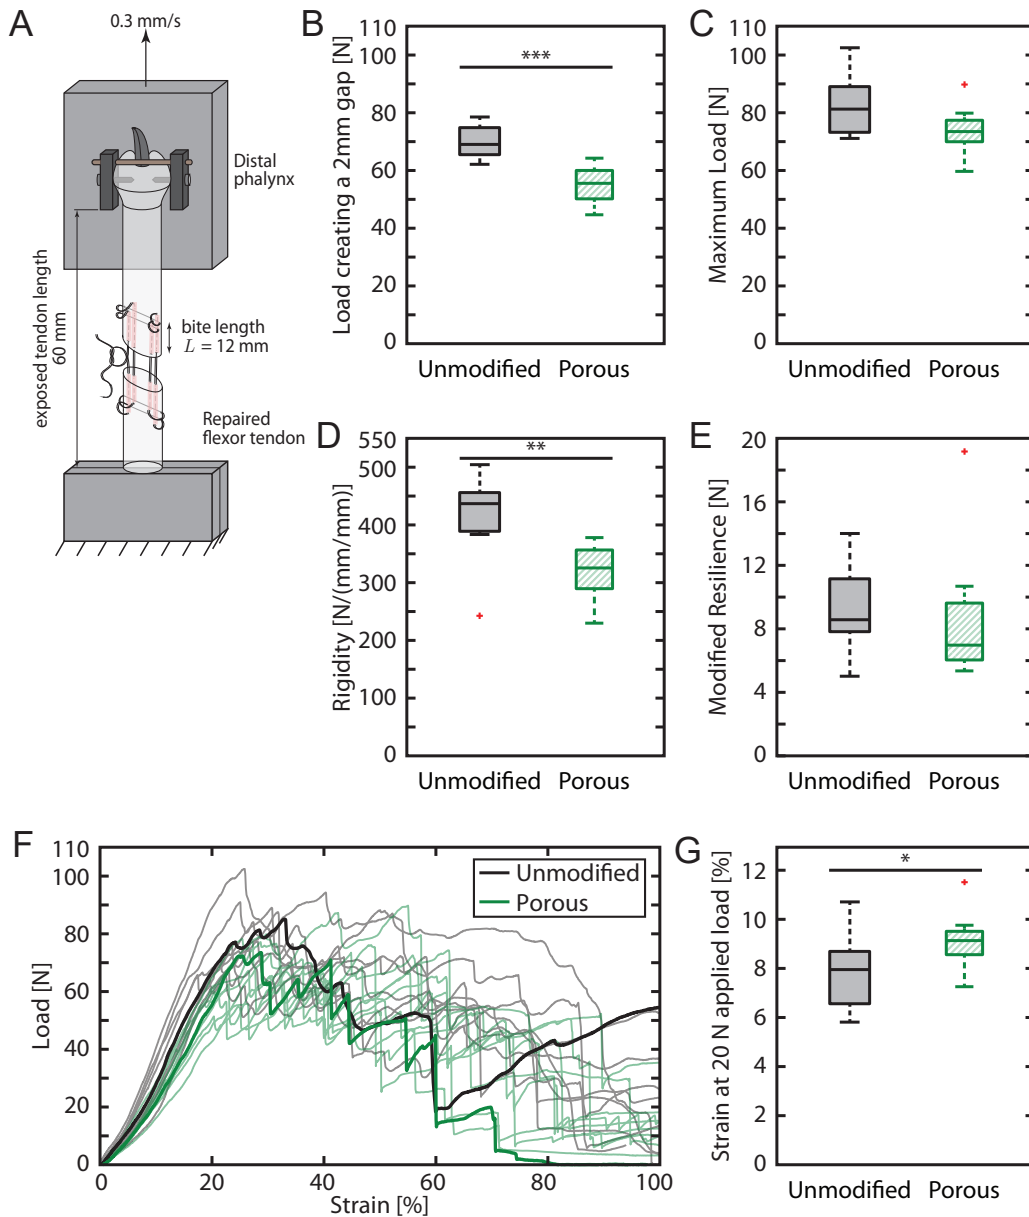 A
0.3 mm/s
Distal
phalynx
exposed tendon length
60 mm
bite length
L = 12 mm
Repaired
flexor tendon
B
Load creating a 2mm gap [N]
110
100
80
60
40
20
0
***
Unmodified
Porous
C
Maximum Load [N]
110
100
80
60
40
20
0
Unmodified
Porous
D
Rigidity [N/(mm/mm)]
550
500
400
300
200
100
0
**
Unmodified
Porous
E
Modified Resilience [N]
20
16
12
8
4
0
Unmodified
Porous
F
Load [N]
110
100
80
60
40
20
0
Unmodified
Porous
0
20
40
60
80
100
Strain [%]
G
Strain at 20 N applied load [%]
12
10
8
6
4
2
0
*
Unmodified
Porous